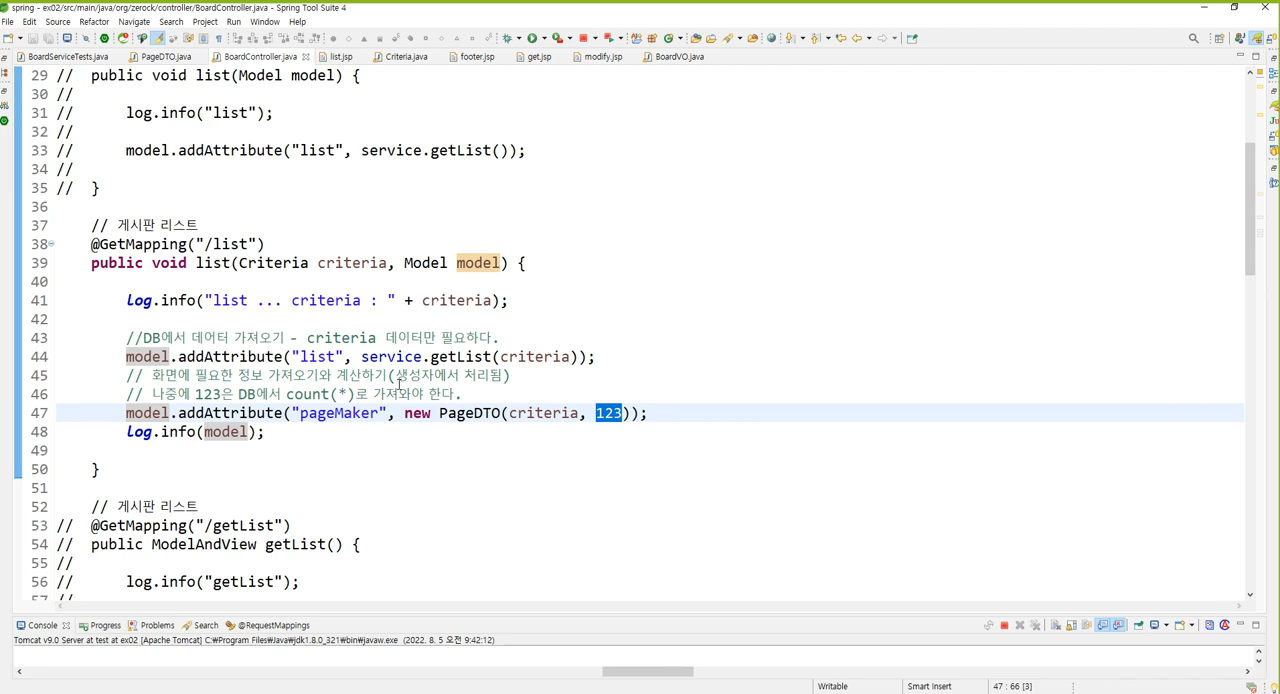 spring - ex02/src/main/java/org/zerock/controller/BoardController.java - Spring Tool Suite 4
File Edit Source Refactor Navigate Search Project Run Window Help
BoardServiceTests.java PageDTO.java BoardController.java list.jsp Criteria.java footer.jsp get.jsp modify.jsp BoardVO.java
29 // public void list(Model model) {
30 //
31 // log.info("list");
32 //
33 // model.addAttribute("list", service.getList());
34 //
35 // }
36
37 // 게시판 리스트
38 @GetMapping("/list")
39 public void list(Criteria criteria, Model model) {
40
41 log.info("list ... criteria : " + criteria);
42
43 //DB에서 데어터 가져오기 - criteria 데이터만 필요하다.
44 model.addAttribute("list", service.getList(criteria));
45 // 화면에 필요한 정보 가져오기와 계산하기(생성자에서 처리됨)
46 // 나중에 123은 DB에서 count(*)로 가져와야 한다.
47 model.addAttribute("pageMaker", new PageDTO(criteria, 123));
48 log.info(model);
49
50 }
51
52 // 게시판 리스트
53 // @GetMapping("/getList")
54 // public ModelAndView getList() {
55 //
56 // log.info("getList");
57 //
Console Progress Problems Search @RequestMappings
Tomcat v9.0 Server at test at ex02 [Apache Tomcat] C:₩Program Files₩Java₩jdk1.8.0_321₩bin₩javaw.exe (2022. 8. 5 오전 9:42:12)
Writable Smart Insert 47 : 66 [3]